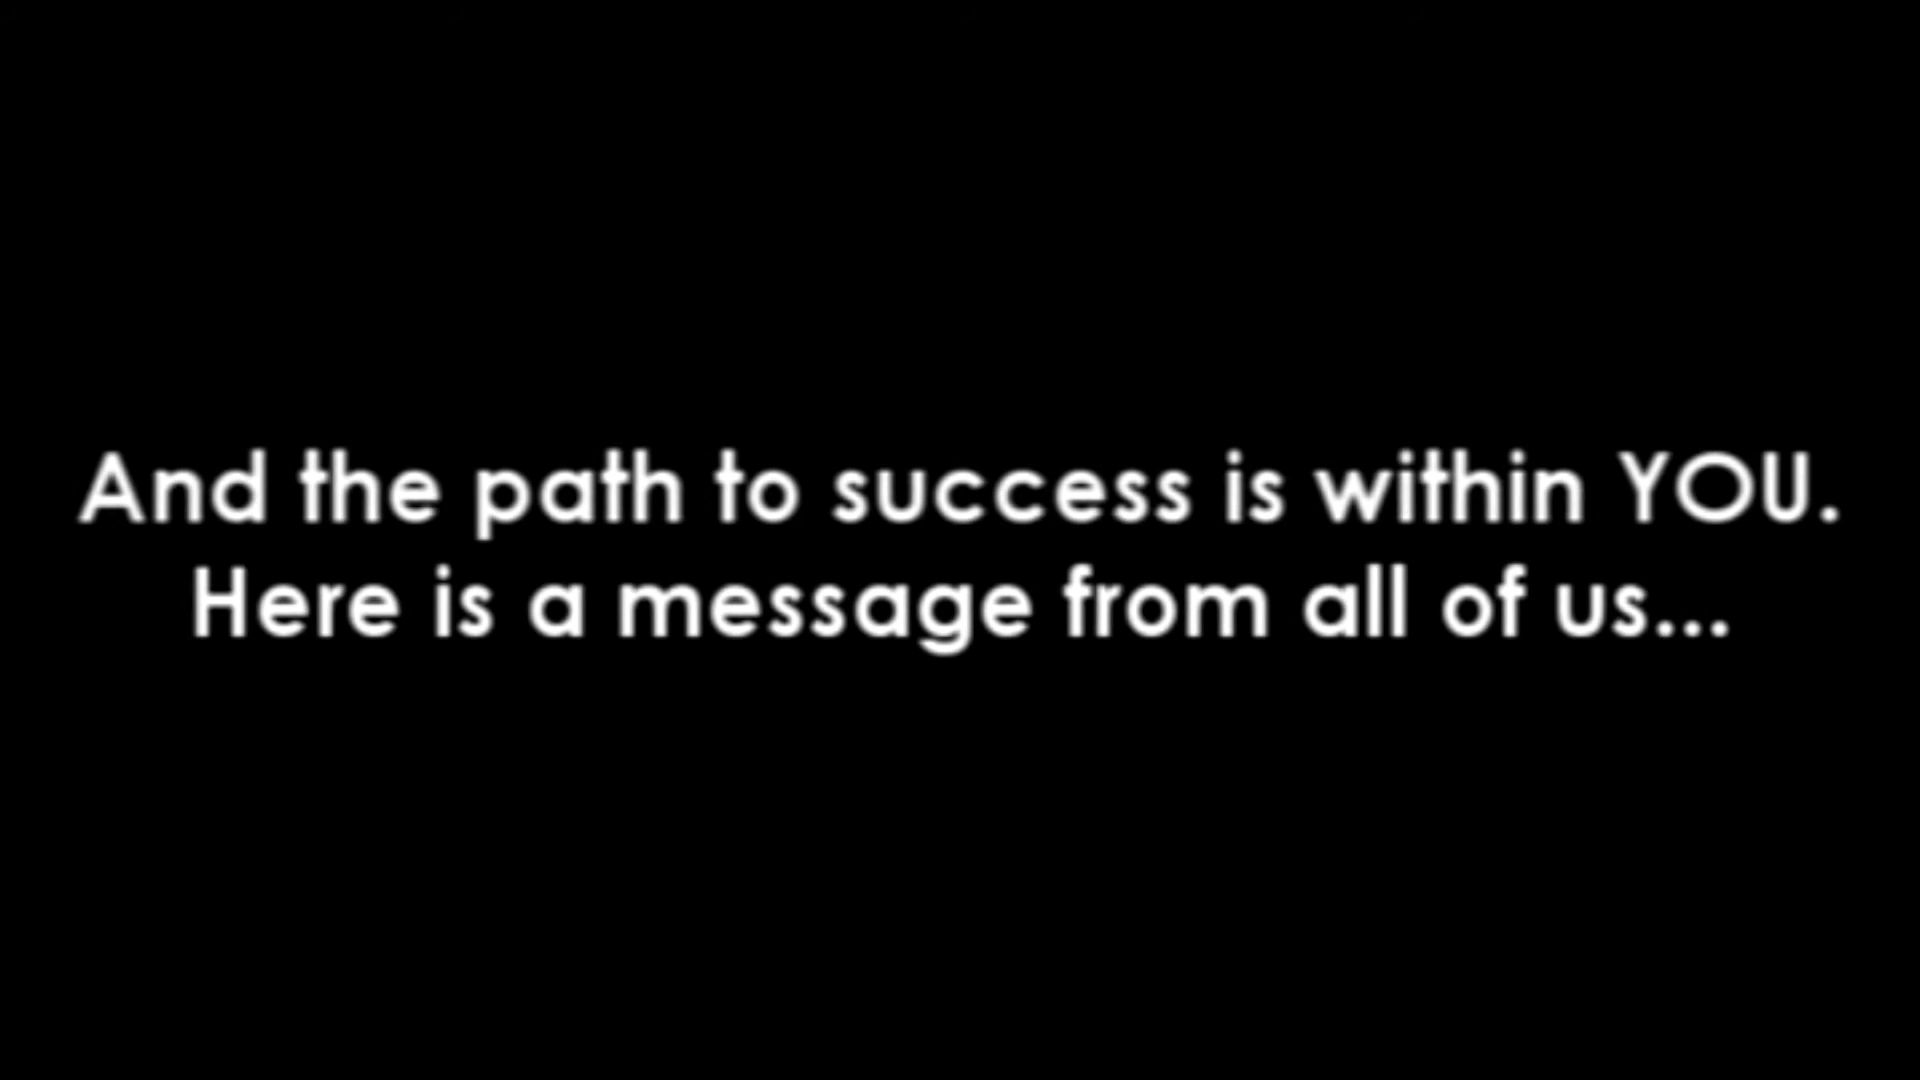 And the path to success is within YOU.
Here is a message from all of us...